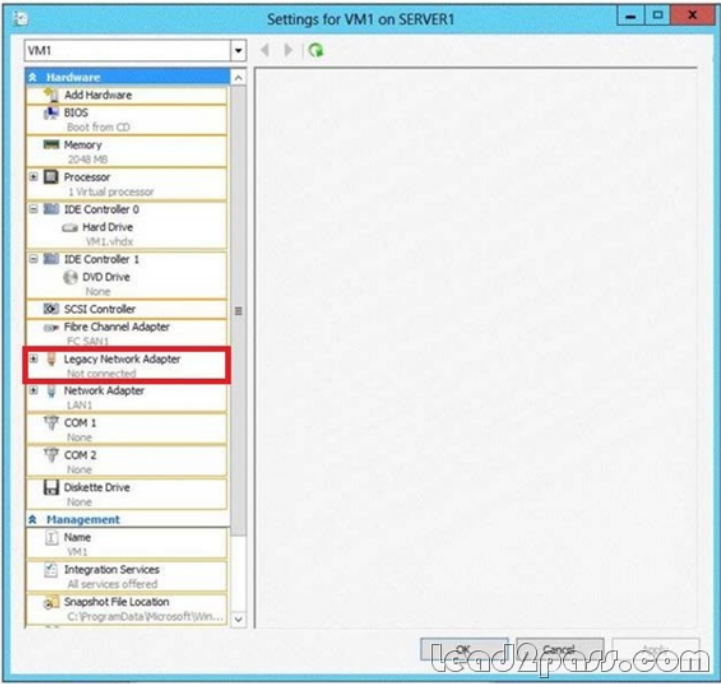 Settings for VM1 on SERVER1
VM1
Hardware
Add Hardware
BIOS
Boot from CD
Memory
2048 MB
Processor
1 Virtual processor
IDE Controller 0
Hard Drive
VM1.vhdx
IDE Controller 1
DVD Drive
None
SCSI Controller
Fibre Channel Adapter
FC SAN1
Legacy Network Adapter
Not connected
Network Adapter
LAN1
COM 1
None
COM 2
None
Diskette Drive
None
Management
Name
VM1
Integration Services
All services offered
Snapshot File Location
C:\ProgramData\Microsoft\Win...
OK Cancel Apply
lead2pass.com